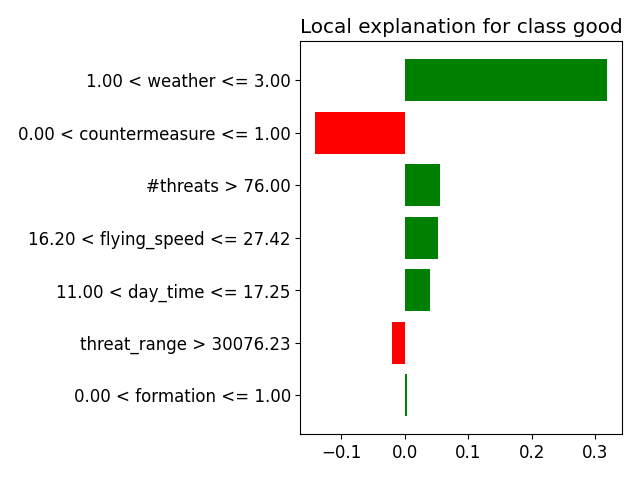 Local explanation for class good
1.00 < weather <= 3.00
0.00 < countermeasure <= 1.00
#threats > 76.00
16.20 < flying_speed <= 27.42
11.00 < day_time <= 17.25
threat_range > 30076.23
0.00 < formation <= 1.00
−0.1 0.0 0.1 0.2 0.3